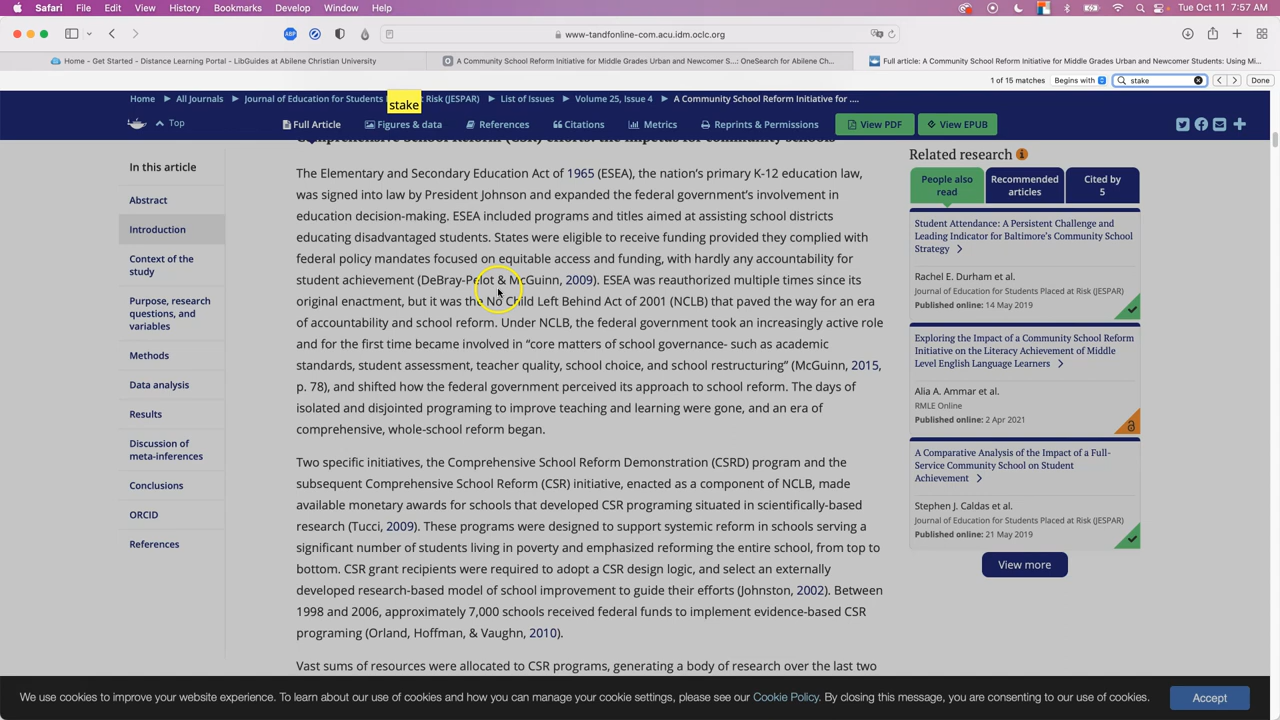 Safari File Edit View History Bookmarks Develop Window Help Tue Oct 11 7:57 AM
www-tandfonline-com.acu.idm.oclc.org
Home - Get Started - Distance Learning Portal - LibGuides at Abilene Christian University
A Community School Reform Initiative for Middle Grades Urban and Newcomer S...: OneSearch for Abilene Ch...
Full article: A Community School Reform Initiative for Middle Grades Urban and Newcomer Students: Using Mi...
1 of 15 matches Begins with stake Done
Home All Journals Journal of Education for Students Risk (JESPAR) List of Issues Volume 25, Issue 4 A Community School Reform Initiative for ....
stake
Top Full Article Figures & data References Citations Metrics Reprints & Permissions View PDF View EPUB
In this article
Abstract
Introduction
Context of the
study
Purpose, research
questions, and
variables
Methods
Data analysis
Results
Discussion of
meta-inferences
Conclusions
ORCID
References
The Elementary and Secondary Education Act of 1965 (ESEA), the nation's primary K-12 education law,
was signed into law by President Johnson and expanded the federal government's involvement in
education decision-making. ESEA included programs and titles aimed at assisting school districts
educating disadvantaged students. States were eligible to receive funding provided they complied with
federal policy mandates focused on equitable access and funding, with hardly any accountability for
student achievement (DeBray-Pelot & McGuinn, 2009). ESEA was reauthorized multiple times since its
original enactment, but it was the No Child Left Behind Act of 2001 (NCLB) that paved the way for an era
of accountability and school reform. Under NCLB, the federal government took an increasingly active role
and for the first time became involved in “core matters of school governance- such as academic
standards, student assessment, teacher quality, school choice, and school restructuring” (McGuinn, 2015,
p. 78), and shifted how the federal government perceived its approach to school reform. The days of
isolated and disjointed programing to improve teaching and learning were gone, and an era of
comprehensive, whole-school reform began.
Two specific initiatives, the Comprehensive School Reform Demonstration (CSRD) program and the
subsequent Comprehensive School Reform (CSR) initiative, enacted as a component of NCLB, made
available monetary awards for schools that developed CSR programing situated in scientifically-based
research (Tucci, 2009). These programs were designed to support systemic reform in schools serving a
significant number of students living in poverty and emphasized reforming the entire school, from top to
bottom. CSR grant recipients were required to adopt a CSR design logic, and select an externally
developed research-based model of school improvement to guide their efforts (Johnston, 2002). Between
1998 and 2006, approximately 7,000 schools received federal funds to implement evidence-based CSR
programing (Orland, Hoffman, & Vaughn, 2010).
Vast sums of resources were allocated to CSR programs, generating a body of research over the last two
Related research
People also
read
Recommended
articles
Cited by
5
Student Attendance: A Persistent Challenge and
Leading Indicator for Baltimore's Community School
Strategy
Rachel E. Durham et al.
Journal of Education for Students Placed at Risk (JESPAR)
Published online: 14 May 2019
Exploring the Impact of a Community School Reform
Initiative on the Literacy Achievement of Middle
Level English Language Learners
Alia A. Ammar et al.
RMLE Online
Published online: 2 Apr 2021
A Comparative Analysis of the Impact of a Full-
Service Community School on Student
Achievement
Stephen J. Caldas et al.
Journal of Education for Students Placed at Risk (JESPAR)
Published online: 21 May 2019
View more
We use cookies to improve your website experience. To learn about our use of cookies and how you can manage your cookie settings, please see our Cookie Policy. By closing this message, you are consenting to our use of cookies.
Accept